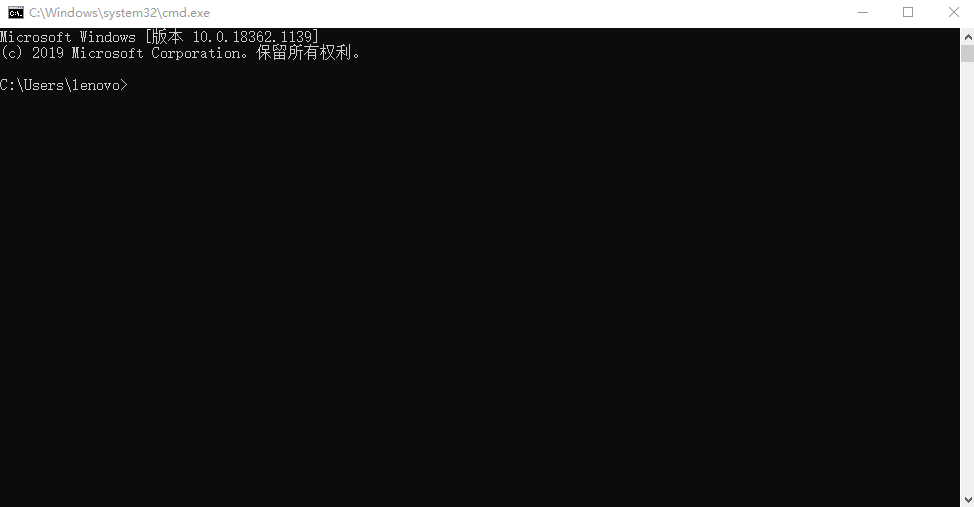 C:\Windows\system32\cmd.exe
Microsoft Windows [版本 10.0.18362.1139]
(c) 2019 Microsoft Corporation。保留所有权利。
C:\Users\lenovo>